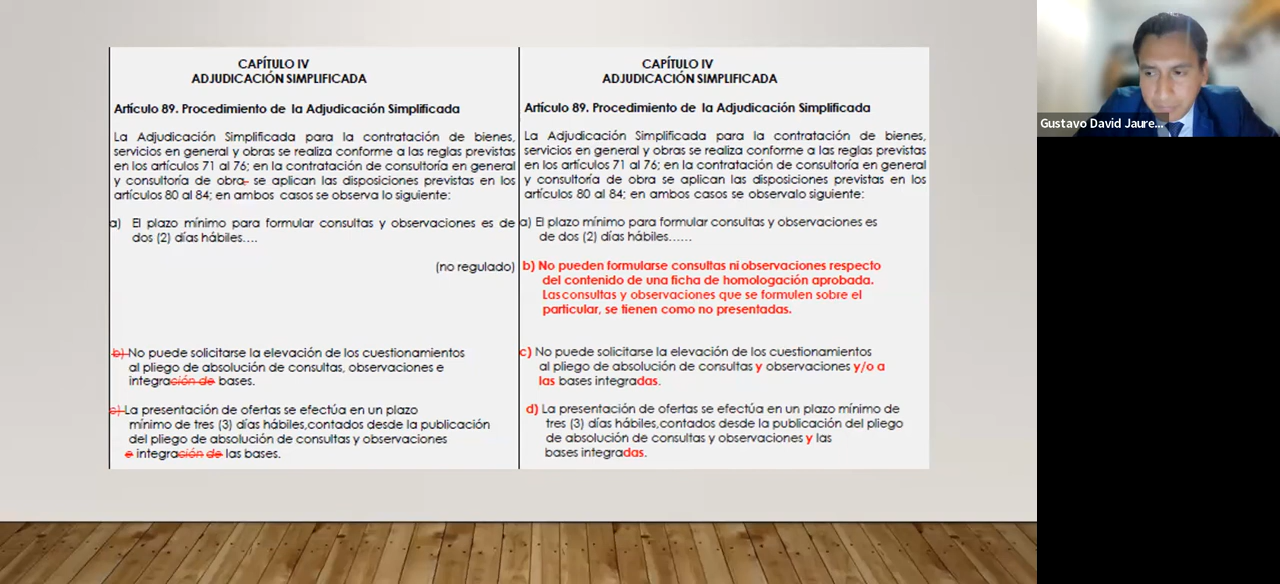 CAPÍTULO IV
ADJUDICACIÓN SIMPLIFICADA
Artículo 89. Procedimiento de la Adjudicación Simplificada
La Adjudicación Simplificada para la contratación de bienes,
servicios en general y obras se realiza conforme a las reglas previstas
en los artículos 71 al 76; en la contratación de consultoría en general
y consultoría de obra, se aplican las disposiciones previstas en los
artículos 80 al 84; en ambos casos se observa lo siguiente:
a) El plazo mínimo para formular consultas y observaciones es de
dos (2) días hábiles....
(no regulado)
b) No puede solicitarse la elevación de los cuestionamientos
al pliego de absolución de consultas, observaciones e
integración de bases.
c) La presentación de ofertas se efectúa en un plazo
mínimo de tres (3) días hábiles,contados desde la publicación
del pliego de absolución de consultas y observaciones
e integración de las bases.
CAPÍTULO IV
ADJUDICACIÓN SIMPLIFICADA
Artículo 89. Procedimiento de la Adjudicación Simplificada
La Adjudicación Simplificada para la contratación de bienes,
servicios en general y obras se realiza conforme a las reglas previstas
en los artículos 71 al 76; en la contratación de consultoría en general
y consultoría de obra se aplican las disposiciones previstas en los
artículos 80 al 84; en ambos casos se observalo siguiente:
a) El plazo mínimo para formular consultas y observaciones es
de dos (2) días hábiles......
b) No pueden formularse consultas ni observaciones respecto
del contenido de una ficha de homologación aprobada.
Lasconsultas y observaciones que se formulen sobre el
particular, se tienen como no presentadas.
c) No puede solicitarse la elevación de los cuestionamientos
al pliego de absolución de consultas y observaciones y/o a
las bases integradas.
d) La presentación de ofertas se efectúa en un plazo mínimo de
tres (3) días hábiles,contados desde la publicación del pliego
de absolución de consultas y observaciones y las
bases integradas.
Gustavo David Jaure...